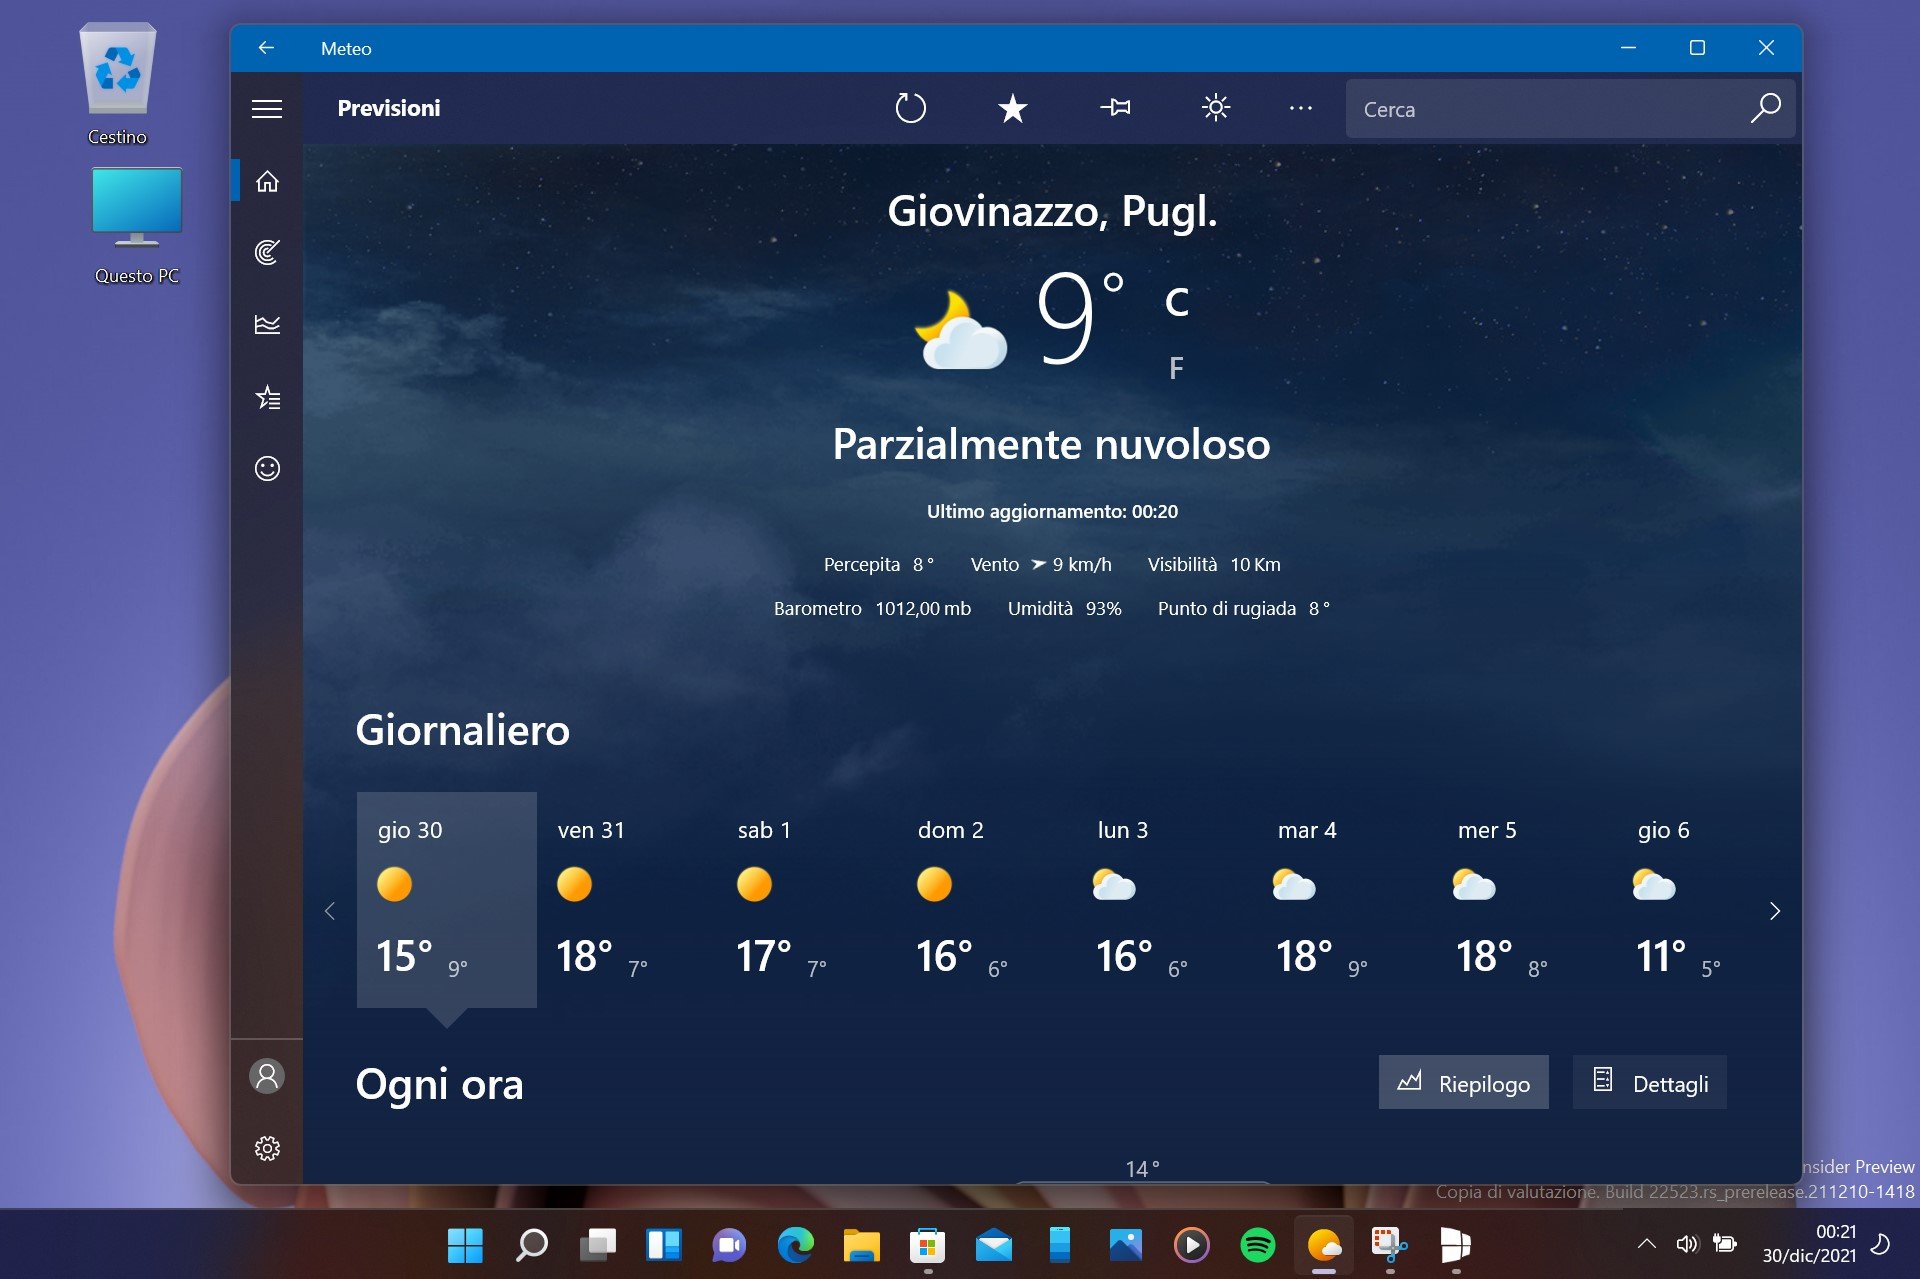 Cestino
Questo PC
Meteo
Previsioni
Cerca
Giovinazzo, Pugl.
9° C
F
Parzialmente nuvoloso
Ultimo aggiornamento: 00:20
Percepita 8° Vento 9 km/h Visibilità 10 Km
Barometro 1012,00 mb Umidità 93% Punto di rugiada 8°
Giornaliero
gio 30 ven 31 sab 1 dom 2 lun 3 mar 4 mer 5 gio 6
15° 9° 18° 7° 17° 7° 16° 6° 16° 6° 18° 9° 18° 8° 11° 5°
Ogni ora
Riepilogo
Dettagli
14°
nsider Preview
Copia di valutazione. Build 22523.rs_prerelease.211210-1418
00:21
30/dic/2021